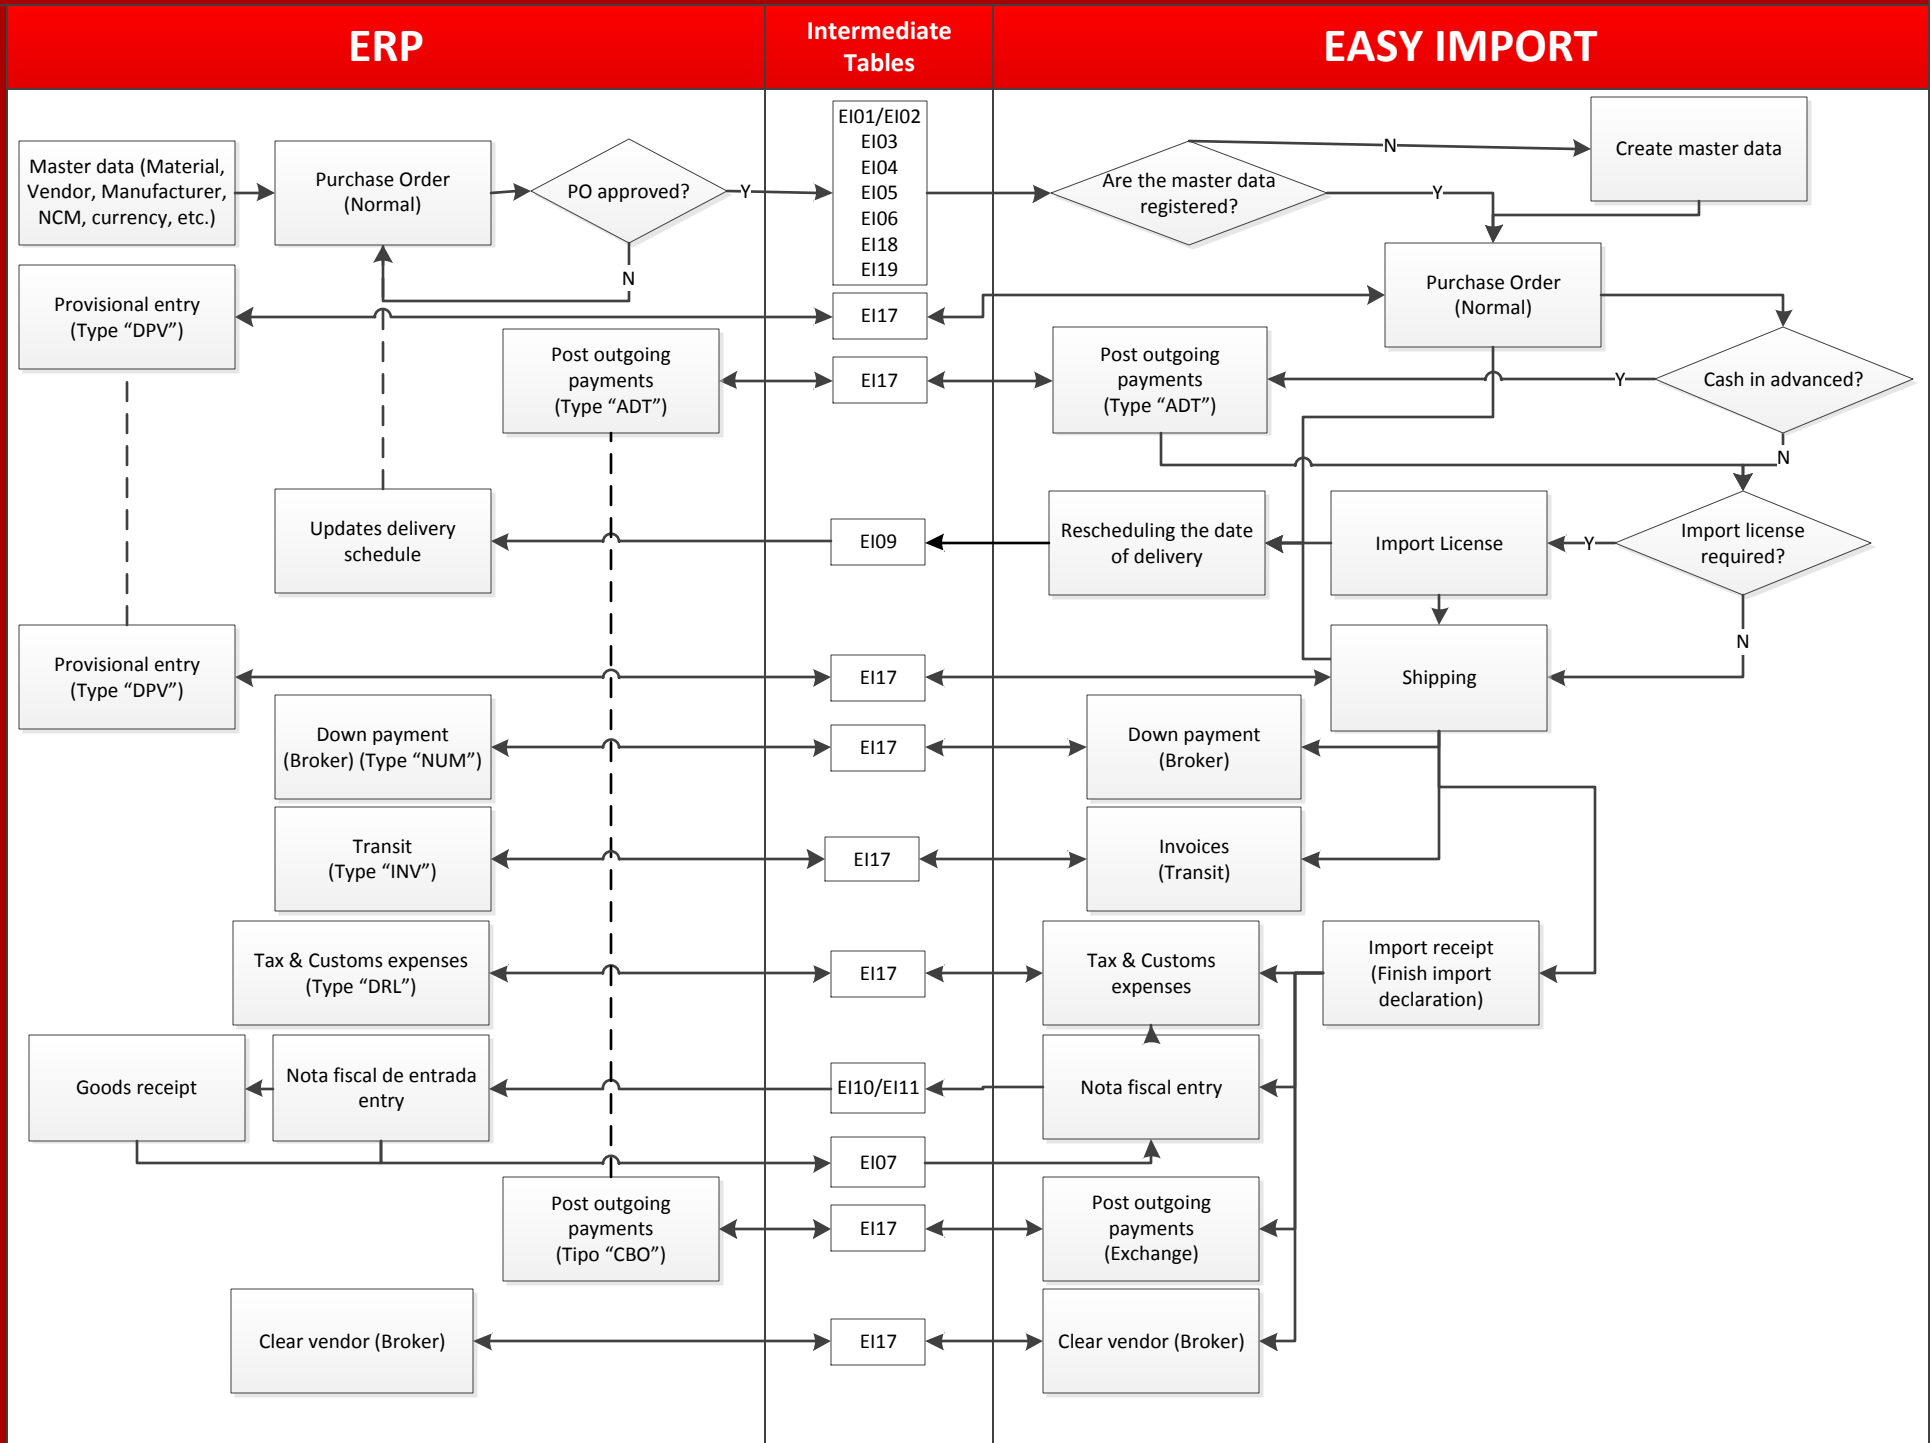 ERP
Intermediate
Tables
EASY IMPORT
Master data (Material,
Vendor, Manufacturer,
NCM, currency, etc.)
Purchase Order
(Normal)
PO approved?
Y
N
EI01/EI02
EI03
EI04
EI05
EI06
EI18
EI19
Are the master data
registered?
N
Y
Create master data
Provisional entry
(Type “DPV”)
EI17
Purchase Order
(Normal)
Post outgoing
payments
(Type “ADT”)
EI17
Post outgoing
payments
(Type “ADT”)
Y
Cash in advanced?
N
Updates delivery
schedule
EI09
Rescheduling the date
of delivery
Import License
Y
Import license
required?
N
Provisional entry
(Type “DPV”)
EI17
Shipping
Down payment
(Broker) (Type “NUM”)
EI17
Down payment
(Broker)
Transit
(Type “INV”)
EI17
Invoices
(Transit)
Tax & Customs expenses
(Type “DRL”)
EI17
Tax & Customs
expenses
Import receipt
(Finish import
declaration)
Goods receipt
Nota fiscal de entrada
entry
EI10/EI11
Nota fiscal entry
EI07
Post outgoing
payments
(Tipo “CBO”)
EI17
Post outgoing
payments
(Exchange)
Clear vendor (Broker)
EI17
Clear vendor (Broker)